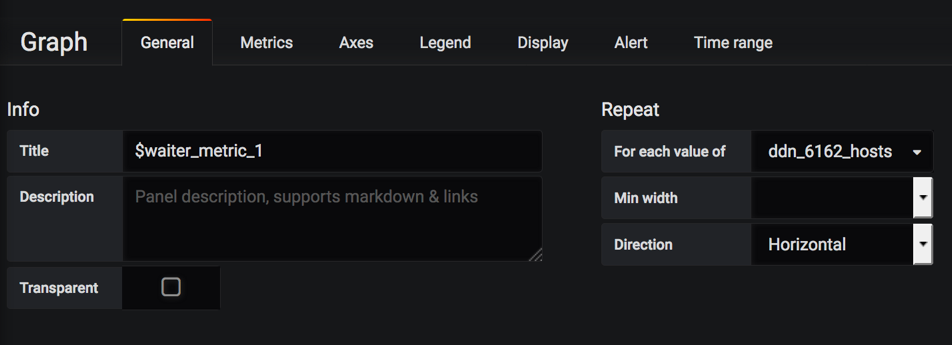 Graph General Metrics Axes Legend Display Alert Time range
Info
Title $waiter_metric_1
Description Panel description, supports markdown & links
Transparent
Repeat
For each value of ddn_6162_hosts
Min width
Direction Horizontal